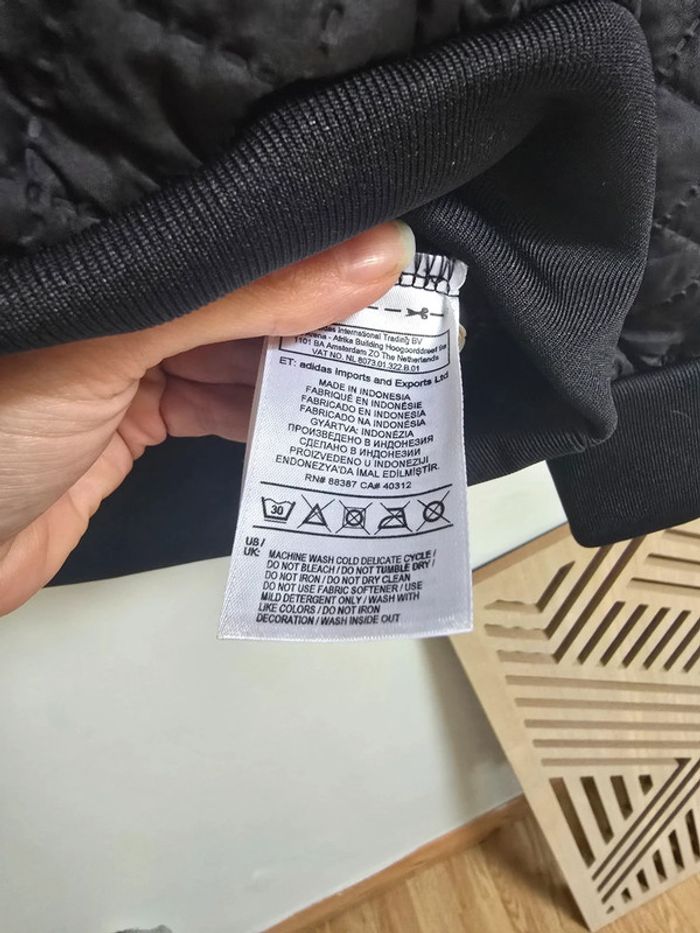 adidas International Trading BV
Arena - Afrika Building Hoogoorddreef 9a
1101 BA Amsterdam ZO The Netherlands
VAT NO. NL 8073.01.322.B.01
ET: adidas Imports and Exports Ltd
MADE IN INDONESIA
FABRIQUÉ EN INDONÉSIE
FABRICADO EN INDONESIA
FABRICADO NA INDONÉSIA
GYÁRTVA: INDONÉZIA
ПРОИЗВЕДЕНО В ИНДОНЕЗИЯ
СДЕЛАНО В ИНДОНЕЗИИ
PROIZVEDENO U INDONEZIJI
ENDONEZYA'DA İMAL EDİLMİŞTİR.
RN# 88387 CA# 40312
30
US/
UK: MACHINE WASH COLD DELICATE CYCLE /
DO NOT BLEACH / DO NOT TUMBLE DRY /
DO NOT IRON / DO NOT DRY CLEAN
DO NOT USE FABRIC SOFTENER / USE
MILD DETERGENT ONLY / WASH WITH
LIKE COLORS / DO NOT IRON
DECORATION / WASH INSIDE OUT